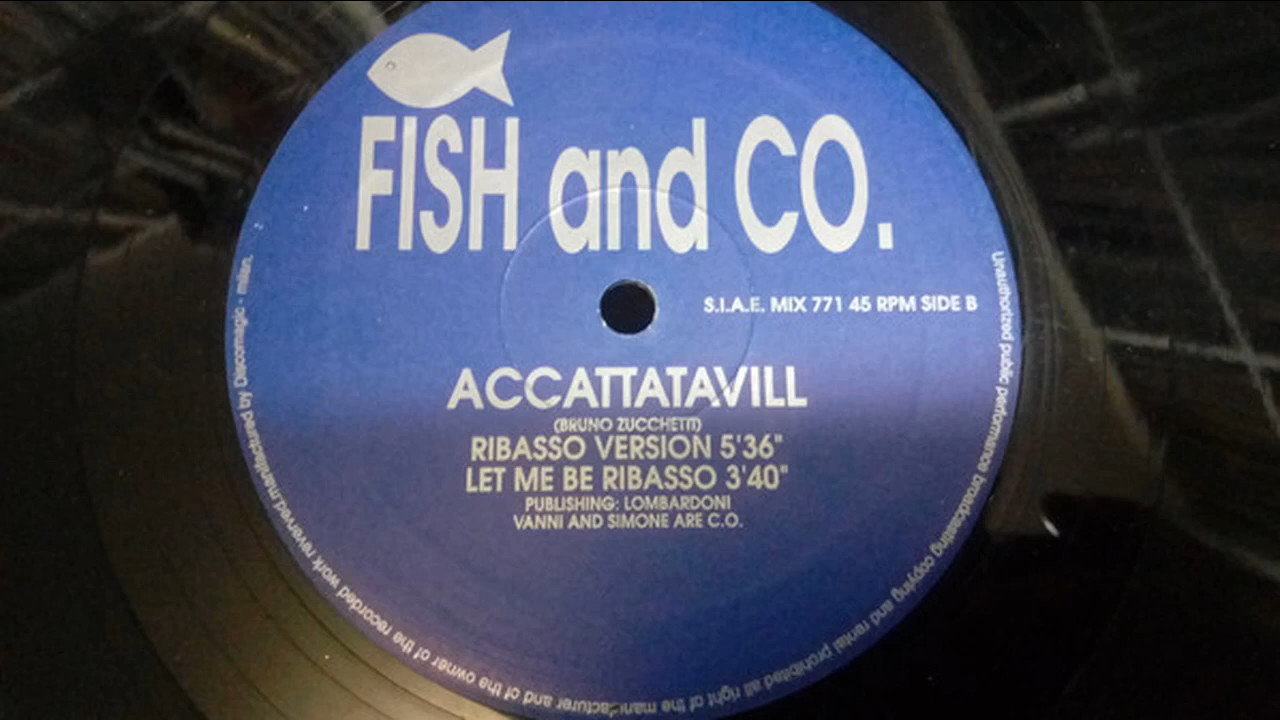 FISH and CO.
S.I.A.E. MIX 771 45 RPM SIDE B
ACCATTATAVILL
(BRUNO ZUCCHETTI)
RIBASSO VERSION 5'36"
LET ME BE RIBASSO 3'40"
PUBLISHING: LOMBARDONI
VANNI AND SIMONE ARE C.O.
Unauthorized public performance broadcasting copying and rental prohibited all right of the manufacturer and of the owner of the recorded work reverved.manifactured by Discomagic - milan.